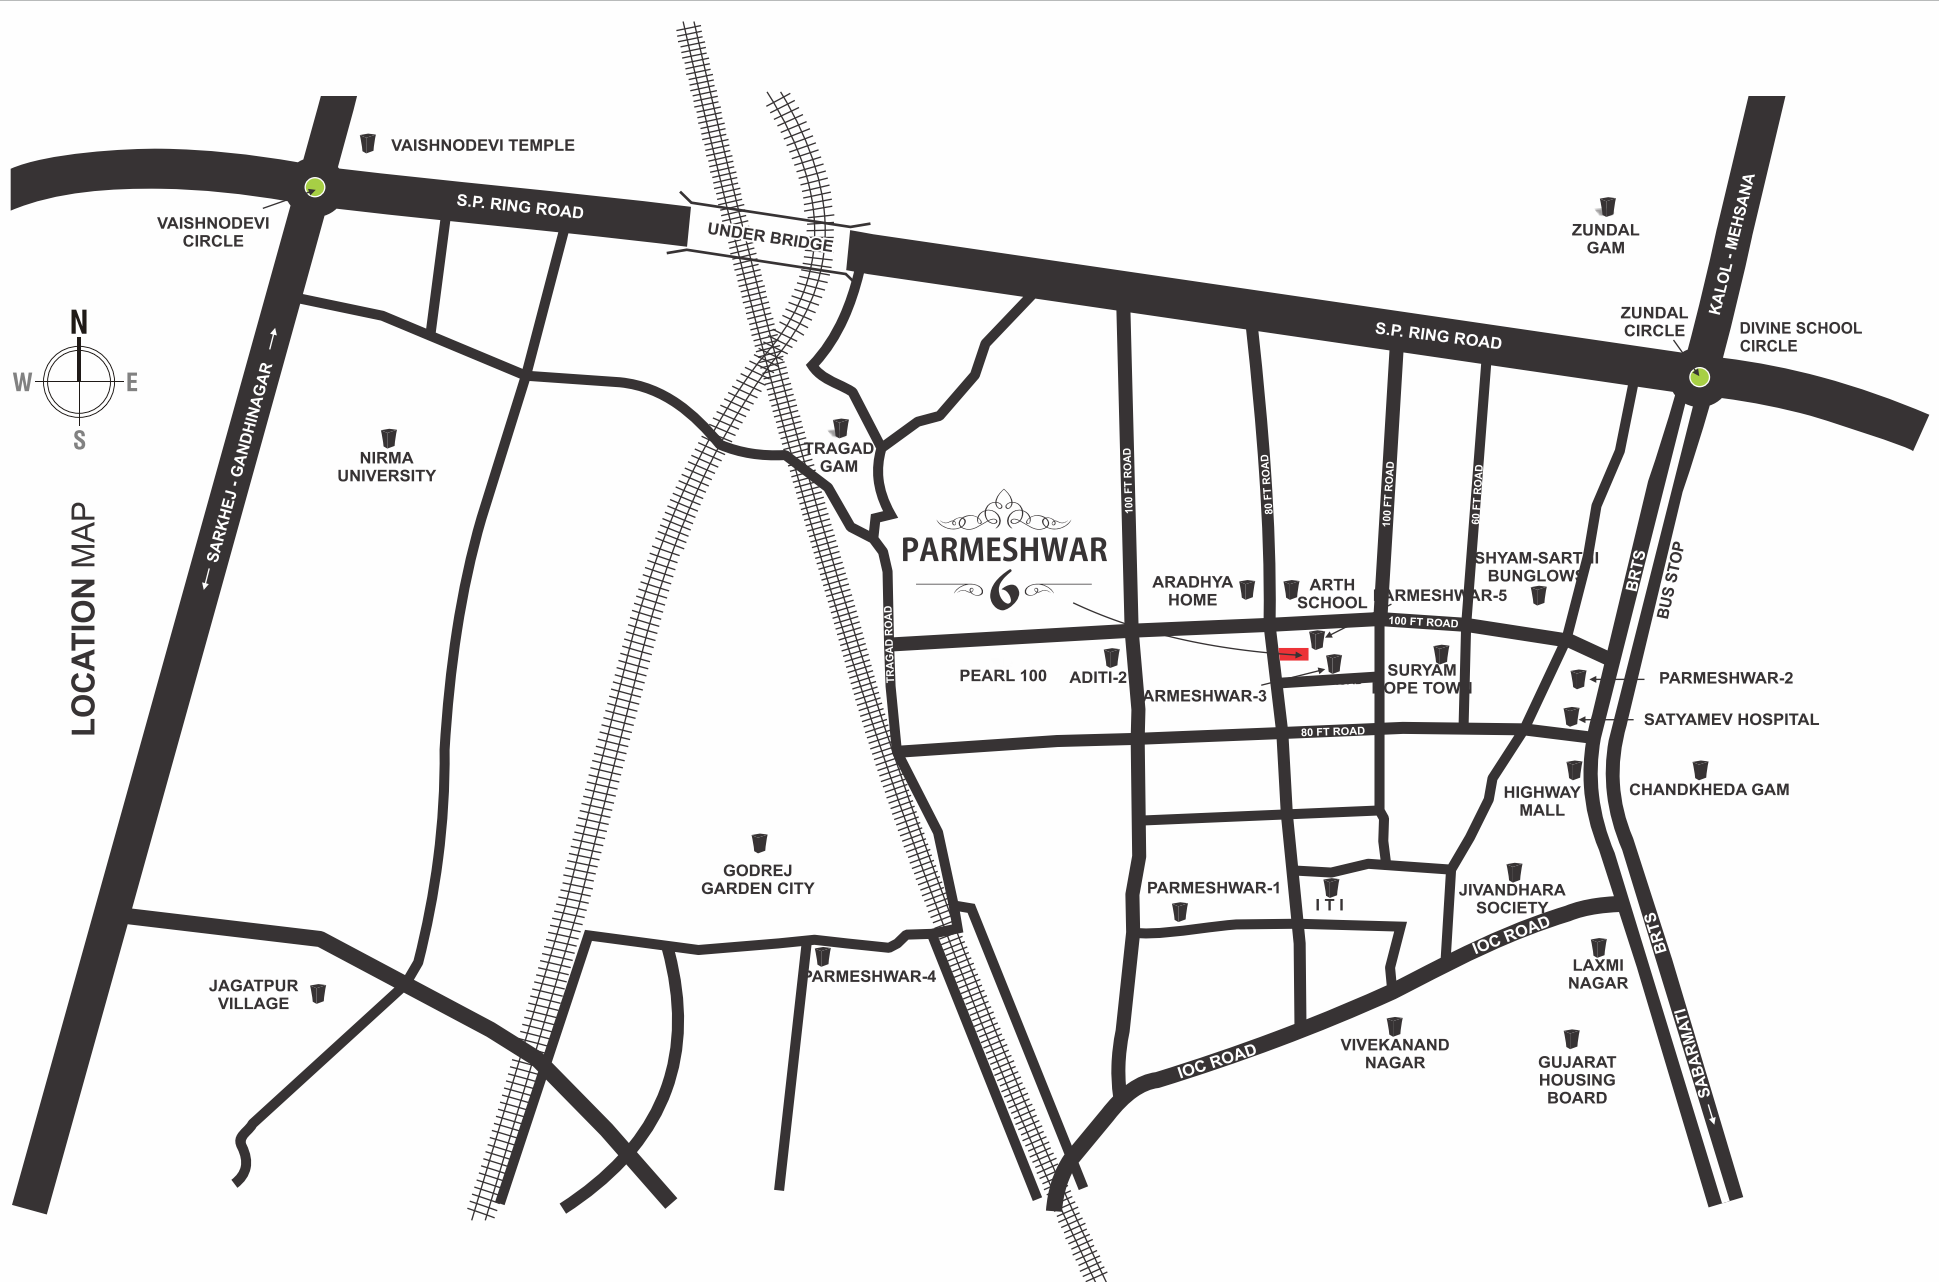 VAISHNODEVI TEMPLE
S.P. RING ROAD
VAISHNODEVI
CIRCLE
UNDER BRIDGE
ZUNDAL
GAM
KALOL - MEHSANA
ZUNDAL
CIRCLE
DIVINE SCHOOL
CIRCLE
S.P. RING ROAD
N
W
E
S
LOCATION MAP
SARKHEJ - GANDHINAGAR
NIRMA
UNIVERSITY
TRAGAD
GAM
100 FT ROAD
80 FT ROAD
100 FT ROAD
60 FT ROAD
PARMESHWAR
6
ARADHYA
HOME
ARTH
SCHOOL
PARMESHWAR-5
SHYAM-SARTHI
BUNGLOWS
BRTS
BUS STOP
100 FT ROAD
TRAGAD ROAD
PEARL 100
ADITI-2
PARMESHWAR-3
SURYAM
HOPE TOWN
PARMESHWAR-2
SATYAMEV HOSPITAL
80 FT ROAD
HIGHWAY
MALL
CHANDKHEDA GAM
GODREJ
GARDEN CITY
PARMESHWAR-1
I T I
JIVANDHARA
SOCIETY
IOC ROAD
BRTS
LAXMI
NAGAR
PARMESHWAR-4
JAGATPUR
VILLAGE
IOC ROAD
VIVEKANAND
NAGAR
GUJARAT
HOUSING
BOARD
SABARMATI